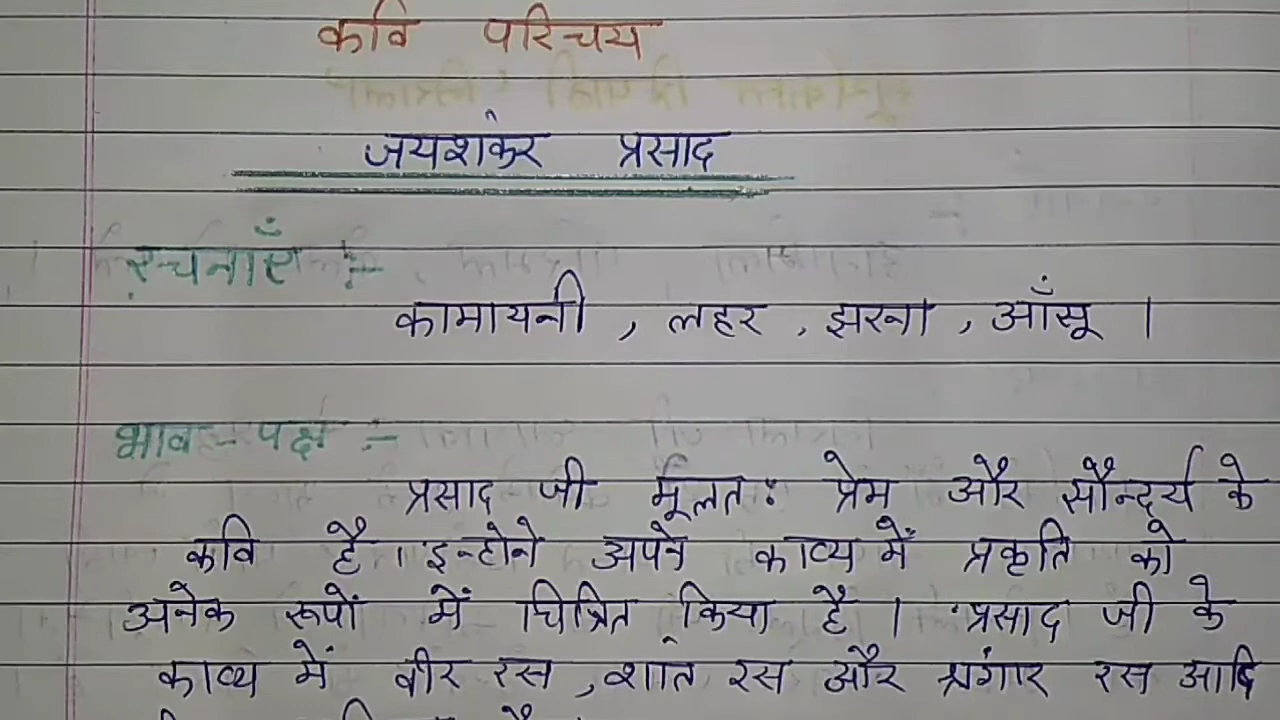 कवि परिचय
जयशंकर प्रसाद
रचनाएँ :-
कामायनी , लहर , झरना , आँसू ।
भाव - पक्ष :-
प्रसाद जी मूलतः प्रेम और सौन्दर्य के
कवि है । इन्होने अपने काव्य में प्रकृति को
अनेक रूपों में चित्रित किया है । प्रसाद जी के
काव्य में वीर रस , शांत रस और श्रंगार रस आदि